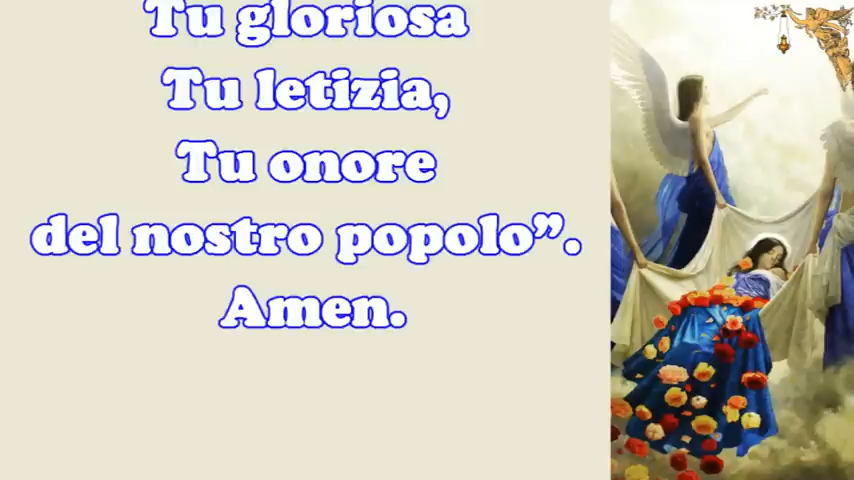 Tu gloriosa
Tu letizia,
Tu onore
del nostro popolo”.
Amen.